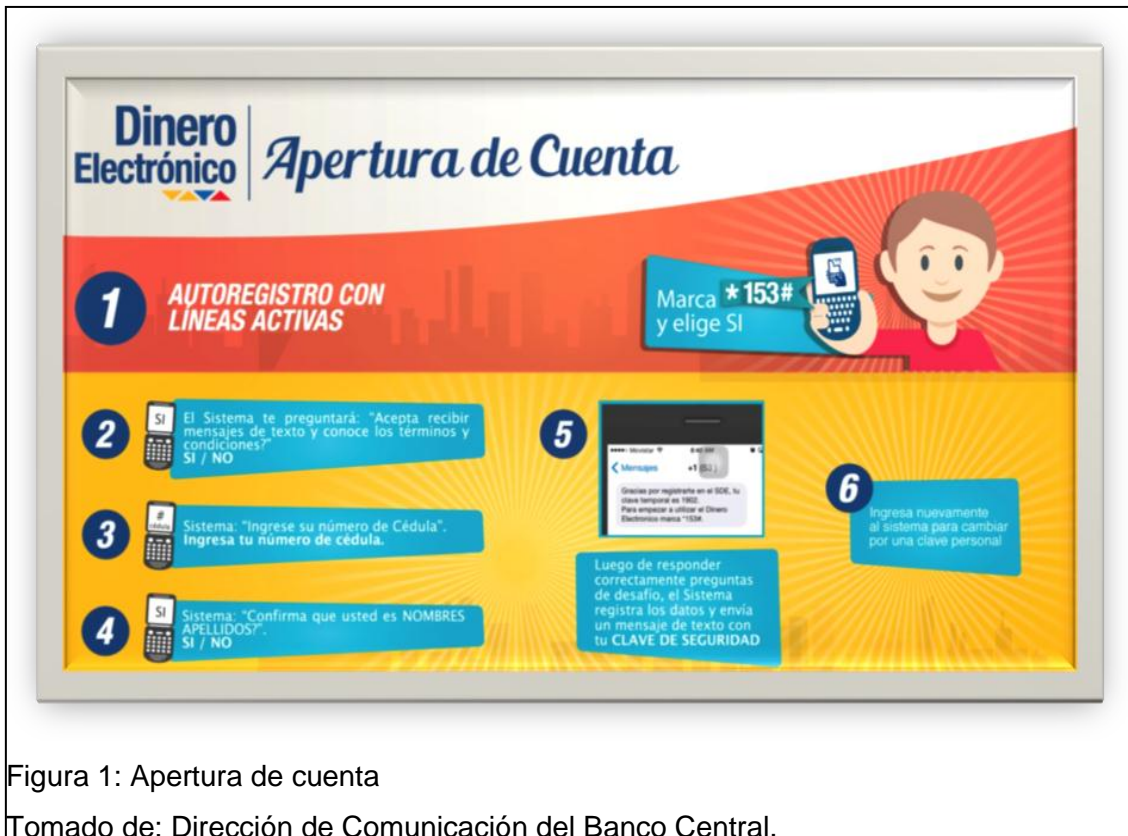 Dinero
Electrónico
Apertura de Cuenta
1
AUTOREGISTRO CON
LÍNEAS ACTIVAS
Marca *153#
y elige SI
2
SI
El Sistema te preguntará: “Acepta recibir
mensajes de texto y conoce los términos y
condiciones?”
SI / NO
3
#
cédula
Sistema: “Ingrese su número de Cédula”.
Ingresa tu número de cédula.
4
SI
Sistema: “Confirma que usted es NOMBRES
APELLIDOS?”.
SI / NO
5
Movistar
Mensajes
Gracias por registrarte en el SDE, tu
clave temporal es 1902.
Para empezar a utilizar el Dinero
Electronico marca *153#.
Luego de responder
correctamente preguntas
de desafío, el Sistema
registra los datos y envía
un mensaje de texto con
tu CLAVE DE SEGURIDAD
6
Ingresa nuevamente
al sistema para cambiar
por una clave personal
Figura 1: Apertura de cuenta
Tomado de: Dirección de Comunicación del Banco Central.